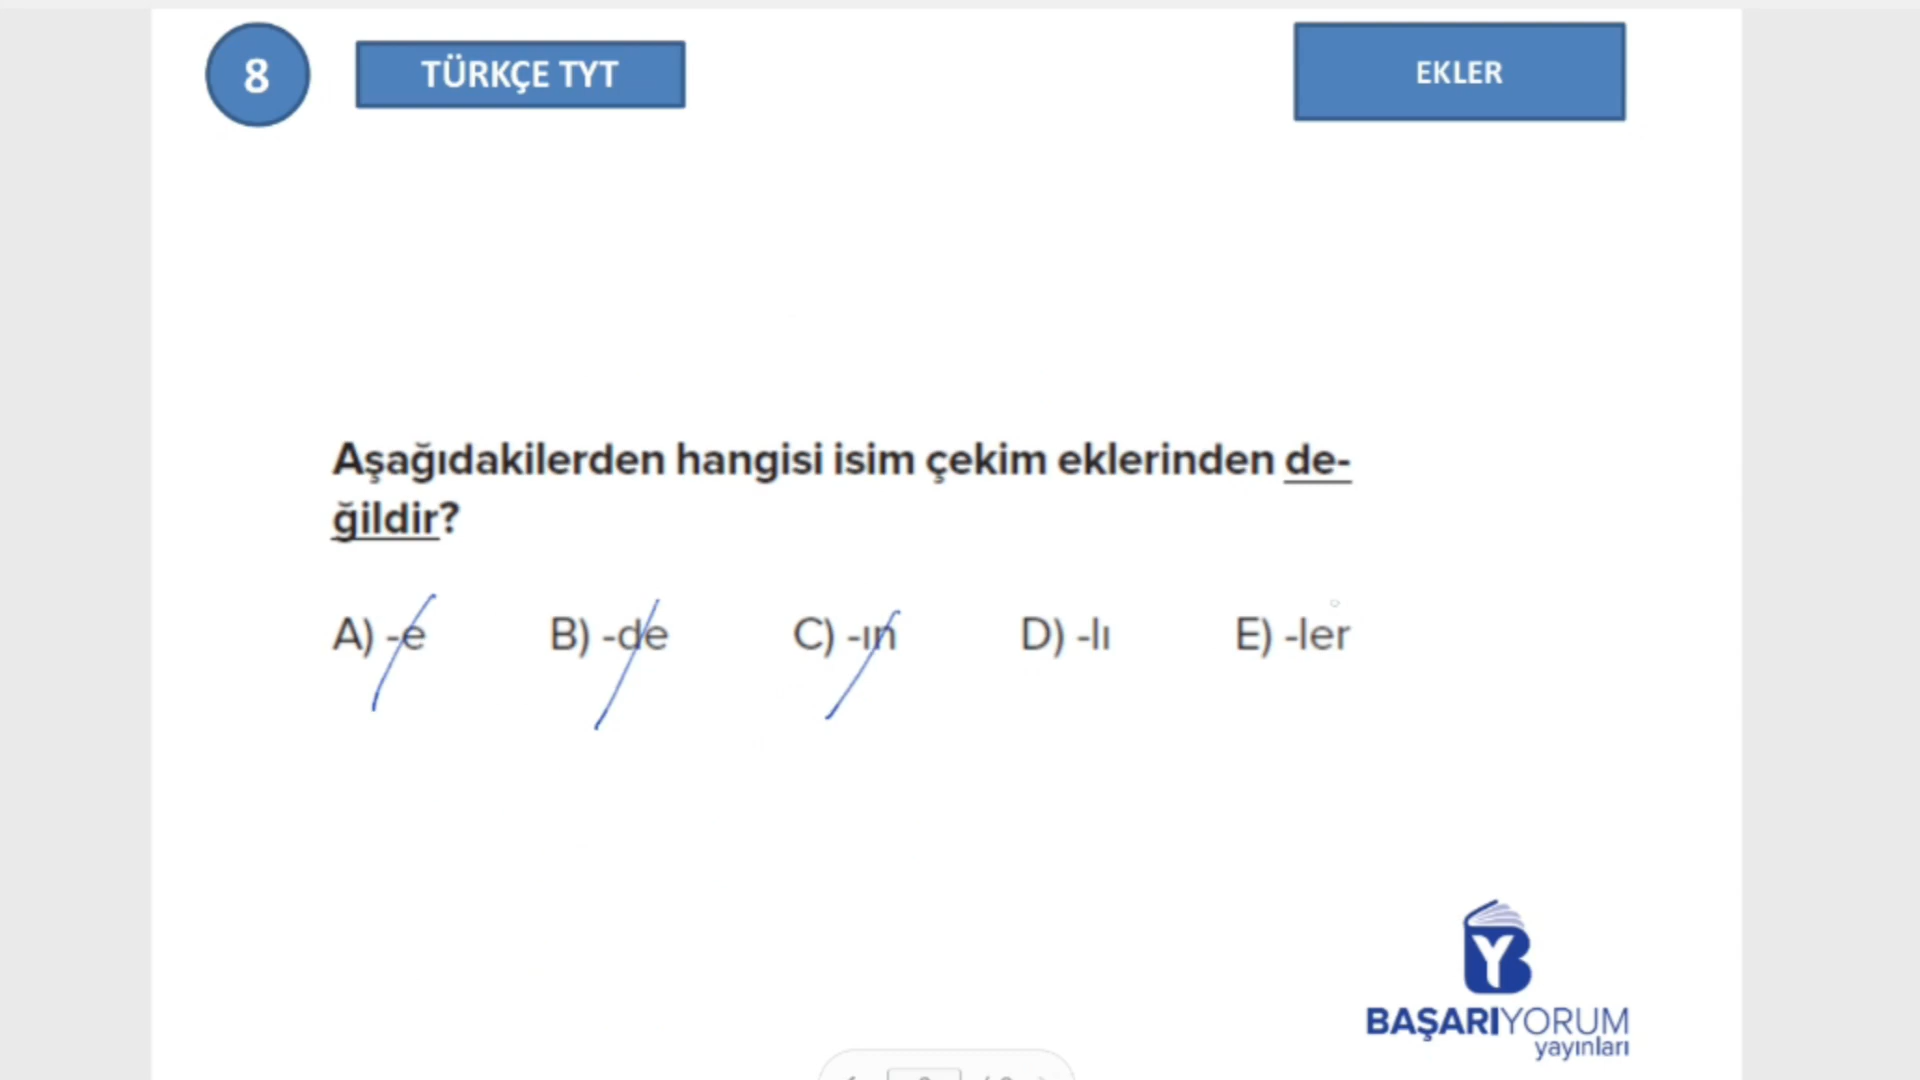 8
TÜRKÇE TYT
EKLER
Aşağıdakilerden hangisi isim çekim eklerinden de-
ğildir?
A) -e B) -de C) -ın D) -lı E) -ler
BAŞARIYORUM
yayınları